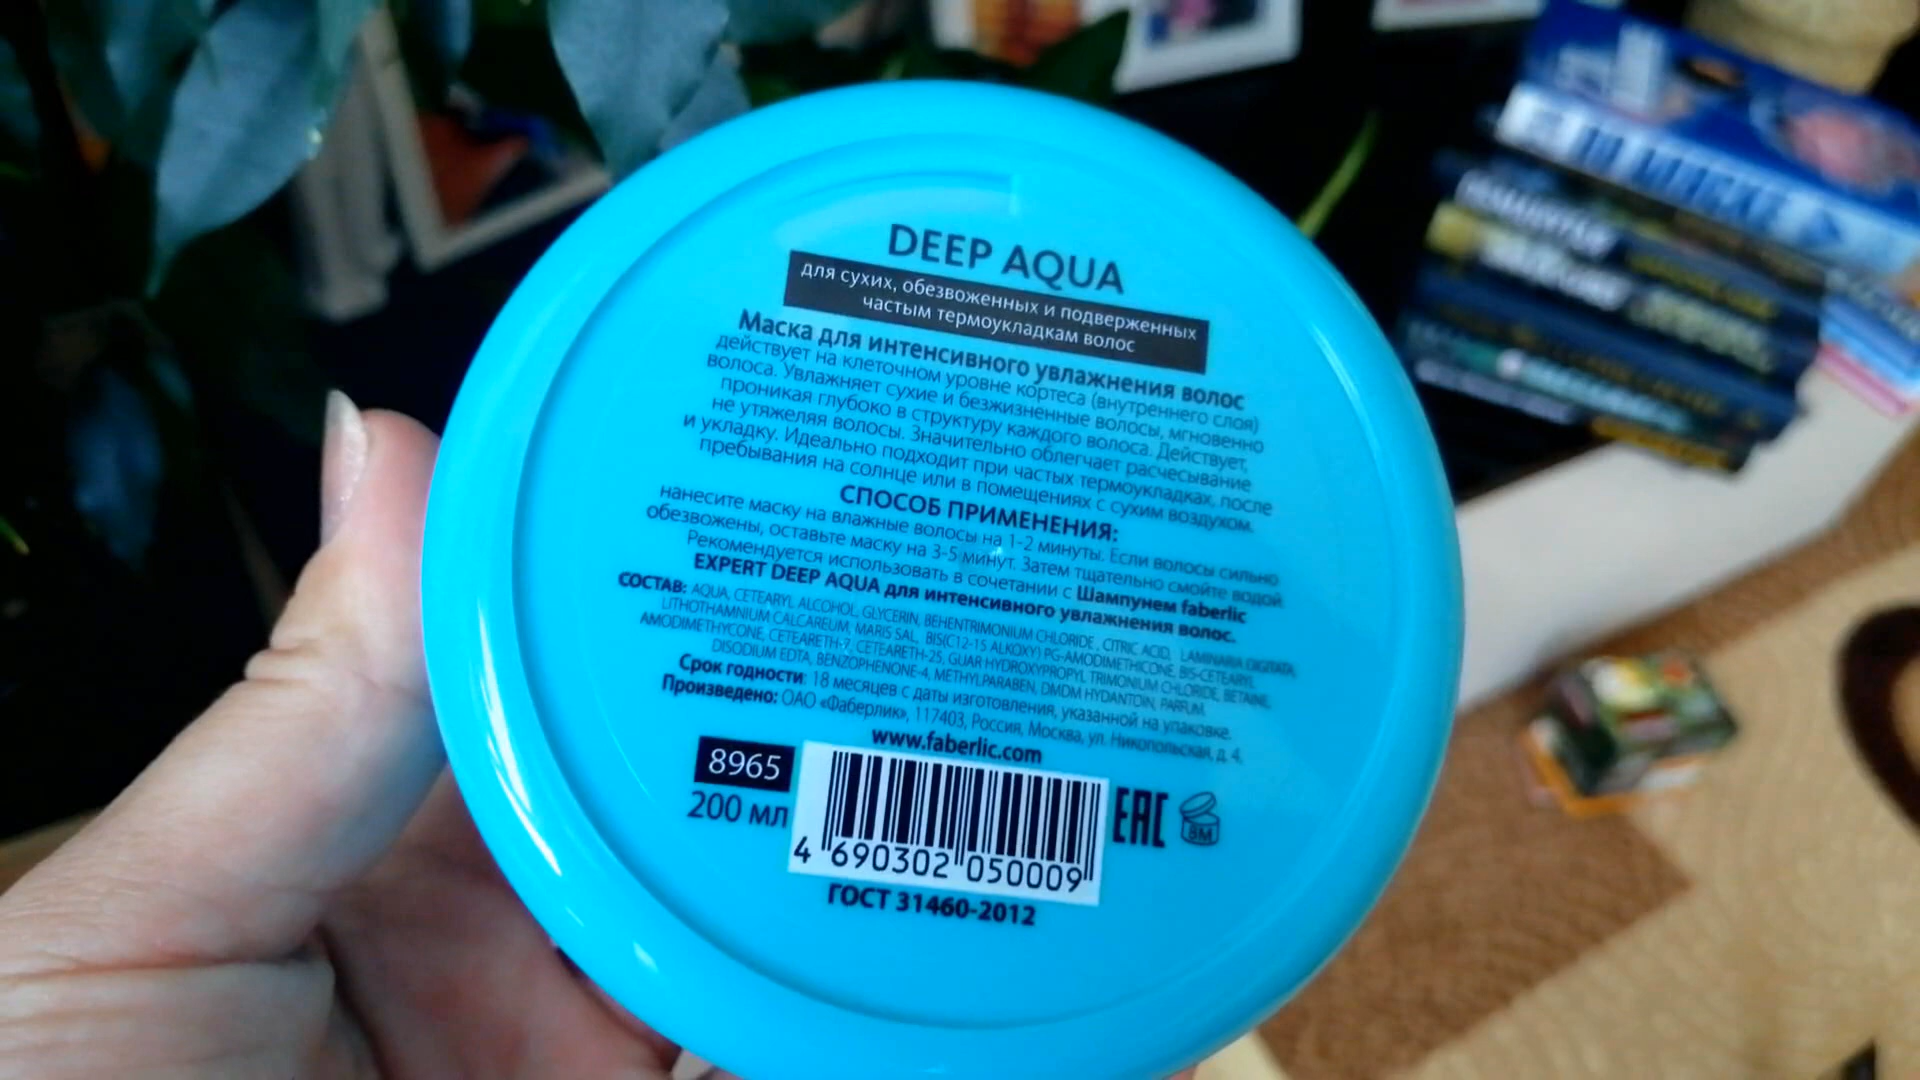 DEEP AQUA
для сухих, обезвоженных и подверженных
частым термоукладкам волос
Маска для интенсивного увлажнения волос
действует на клеточном уровне кортеса (внутреннего слоя)
волоса. Увлажняет сухие и безжизненные волосы, мгновенно
проникая глубоко в структуру каждого волоса. Действует,
не утяжеляя волосы. Значительно облегчает расчесывание
и укладку. Идеально подходит при частых термоукладках, после
пребывания на солнце или в помещениях с сухим воздухом.
СПОСОБ ПРИМЕНЕНИЯ:
нанесите маску на влажные волосы на 1-2 минуты. Если волосы сильно
обезвожены, оставьте маску на 3-5 минут. Затем тщательно смойте водой.
Рекомендуется использовать в сочетании с Шампунем faberlic
EXPERT DEEP AQUA для интенсивного увлажнения волос.
СОСТАВ: AQUA, CETEARYL ALCOHOL, GLYCERIN, BEHENTRIMONIUM CHLORIDE , CITRIC ACID, LAMINARIA DIGITATA,
LITHOTHAMNIUM CALCAREUM, MARIS SAL, BIS(C12-15 ALKOXY) PG-AMODIMETHICONE, BIS-CETEARYL
AMODIMETHYCONE, CETEARETH-7, CETEARETH-25, GUAR HYDROXYPROPYL TRIMONIUM CHLORIDE, BETAINE,
DISODIUM EDTA, BENZOPHENONE-4, METHYLPARABEN, DMDM HYDANTOIN, PARFUM.
Срок годности: 18 месяцев с даты изготовления, указанной на упаковке.
Произведено: ОАО «Фаберлик», 117403, Россия, Москва, ул. Никопольская, д. 4.
www.faberlic.com
8965
200 мл
EAC
8M
4 690302 050009
ГОСТ 31460-2012